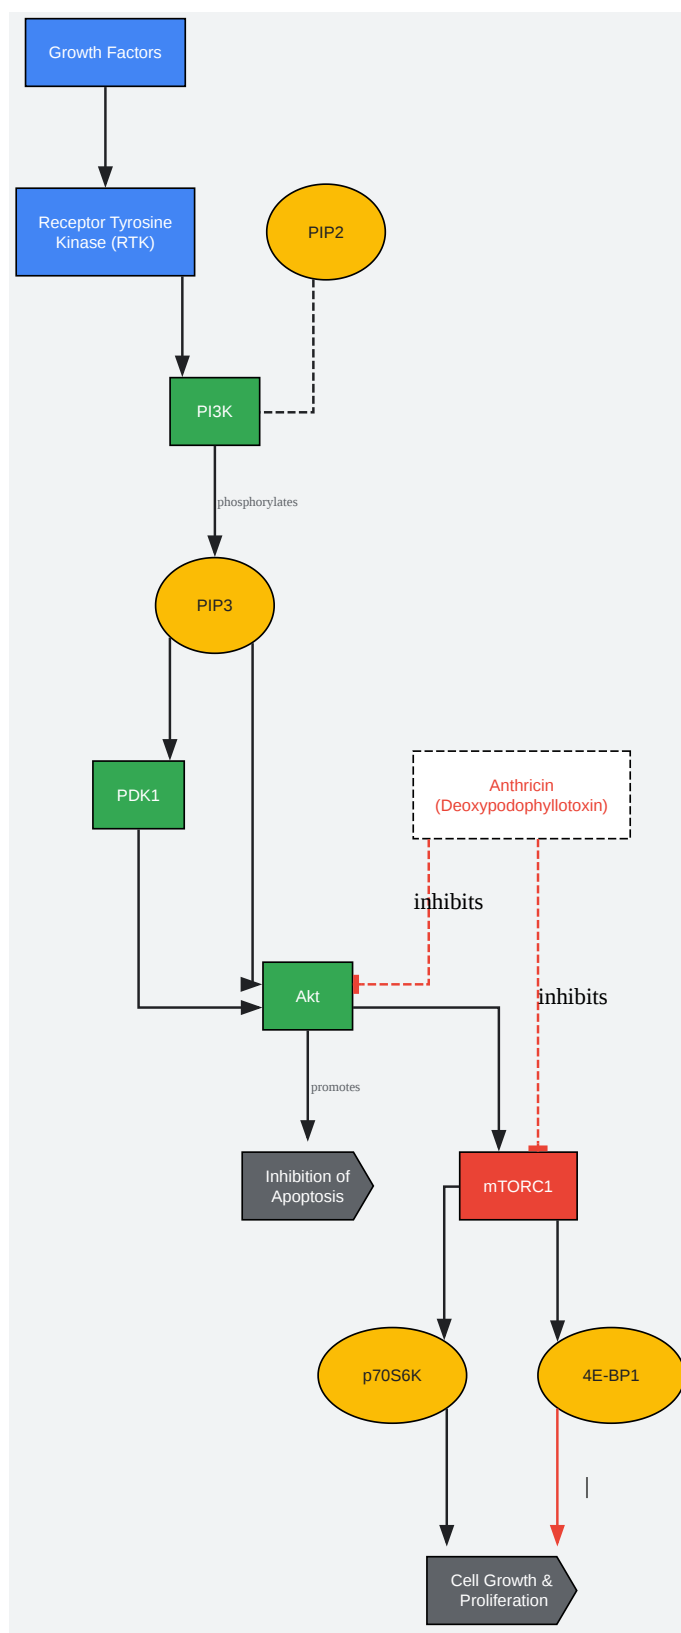 Growth Factors
Receptor Tyrosine
Kinase (RTK)
PIP2
PI3K
phosphorylates
PIP3
PDK1
Anthricin
(Deoxypodophyllotoxin)
inhibits
Akt
inhibits
promotes
Inhibition of
Apoptosis
mTORC1
p70S6K
4E-BP1
|
Cell Growth &
Proliferation